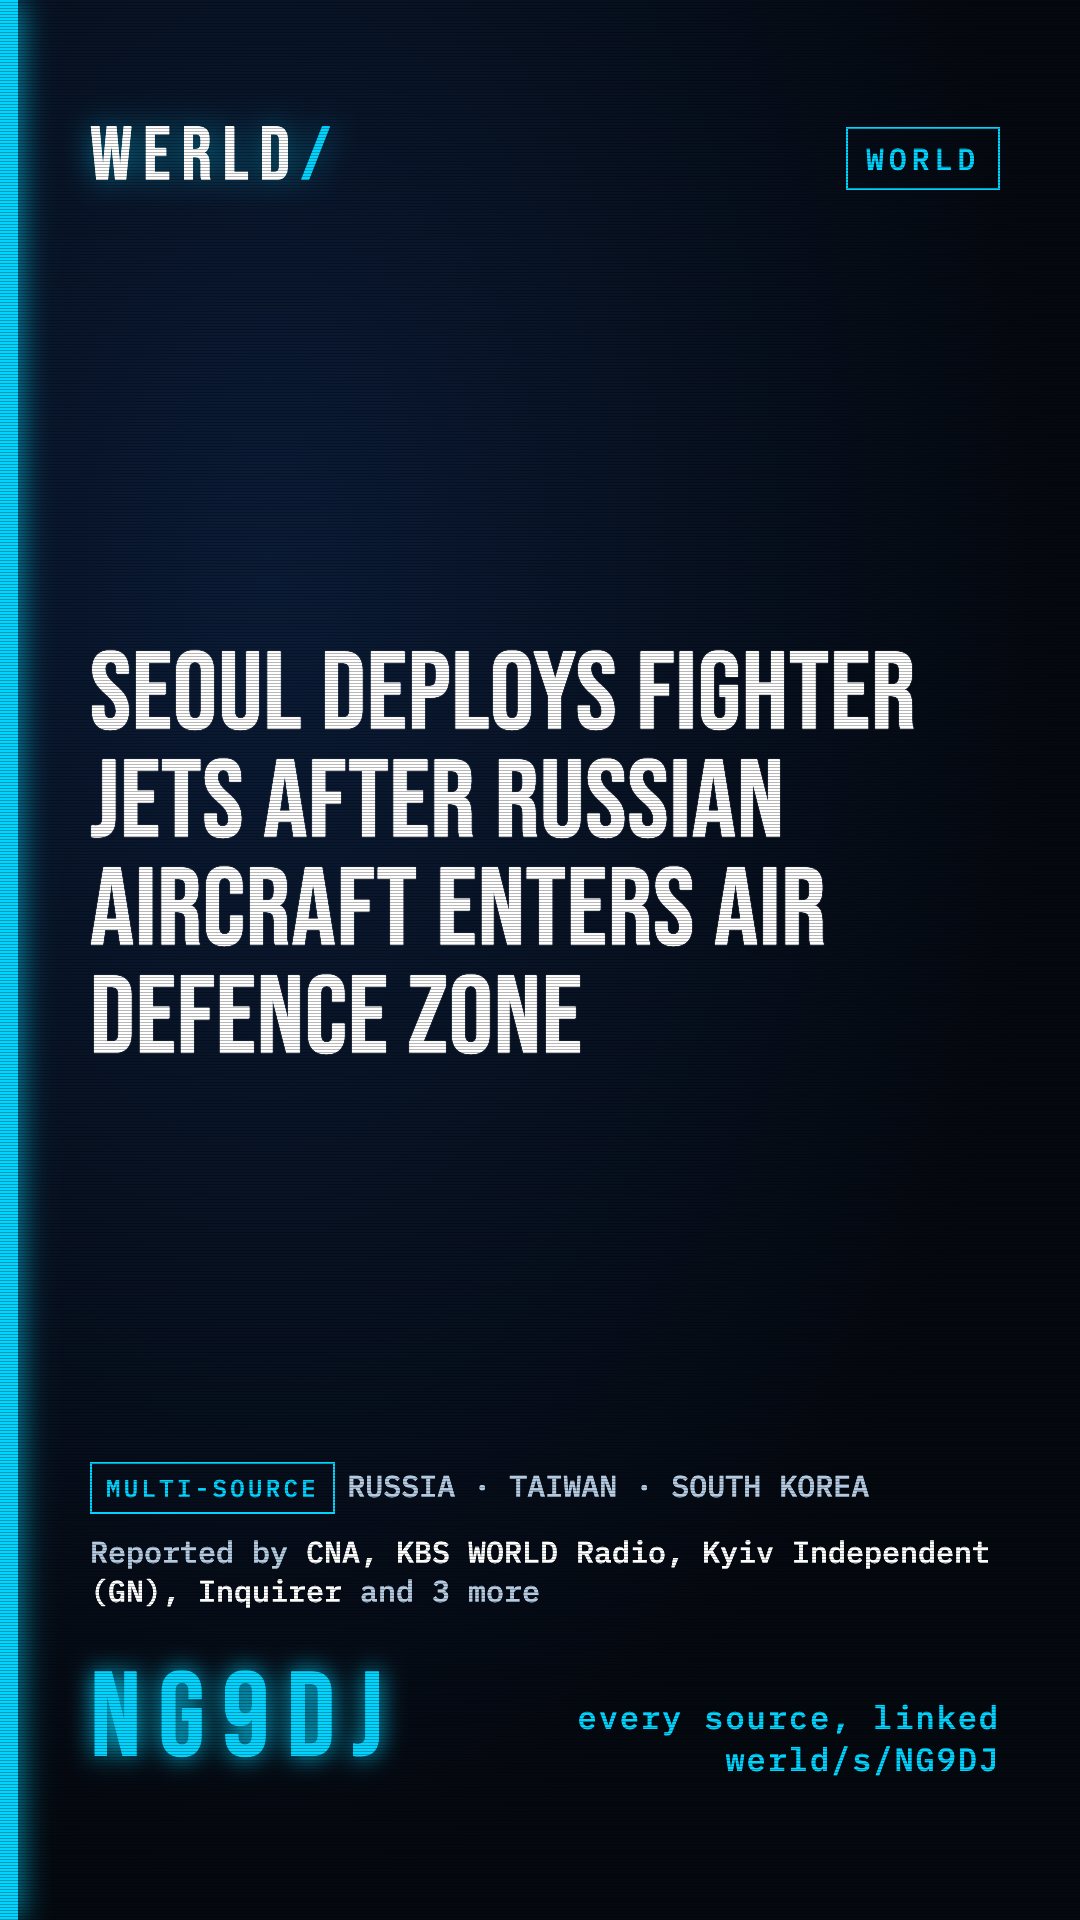 WERLD/
WORLD
SEOUL DEPLOYS FIGHTER
JETS AFTER RUSSIAN
AIRCRAFT ENTERS AIR
DEFENCE ZONE
MULTI-SOURCE RUSSIA · TAIWAN · SOUTH KOREA
Reported by CNA, KBS WORLD Radio, Kyiv Independent
(GN), Inquirer and 3 more
NG9DJ
every source, linked
werld/s/NG9DJ